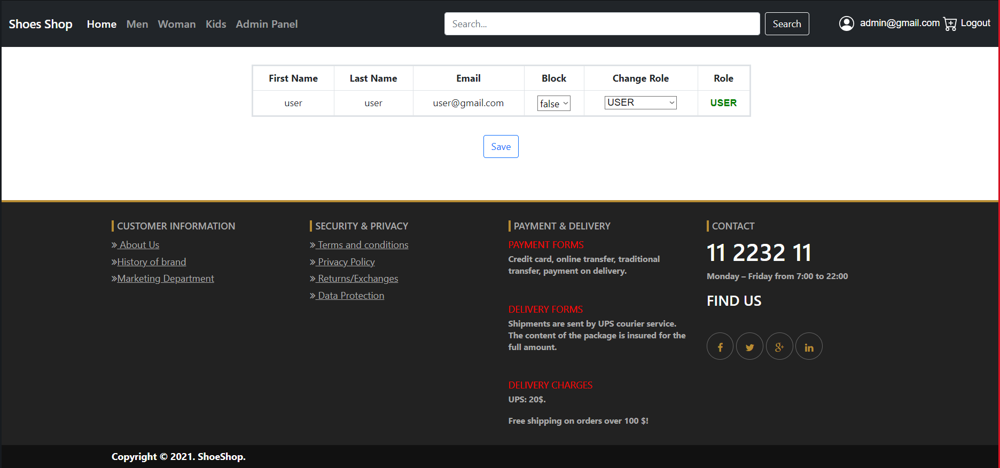 Shoes Shop Home Men Woman Kids Admin Panel Search... Search admin@gmail.com Logout
First Name Last Name Email Block Change Role Role
user user user@gmail.com false USER USER
Save
CUSTOMER INFORMATION
» About Us
»History of brand
»Marketing Department
SECURITY & PRIVACY
» Terms and conditions
» Privacy Policy
» Returns/Exchanges
» Data Protection
PAYMENT & DELIVERY
PAYMENT FORMS
Credit card, online transfer, traditional
transfer, payment on delivery.
DELIVERY FORMS
Shipments are sent by UPS courier service.
The content of the package is insured for the
full amount.
DELIVERY CHARGES
UPS: 20$.
Free shipping on orders over 100 $!
CONTACT
11 2232 11
Monday – Friday from 7:00 to 22:00
FIND US
Copyright © 2021. ShoeShop.